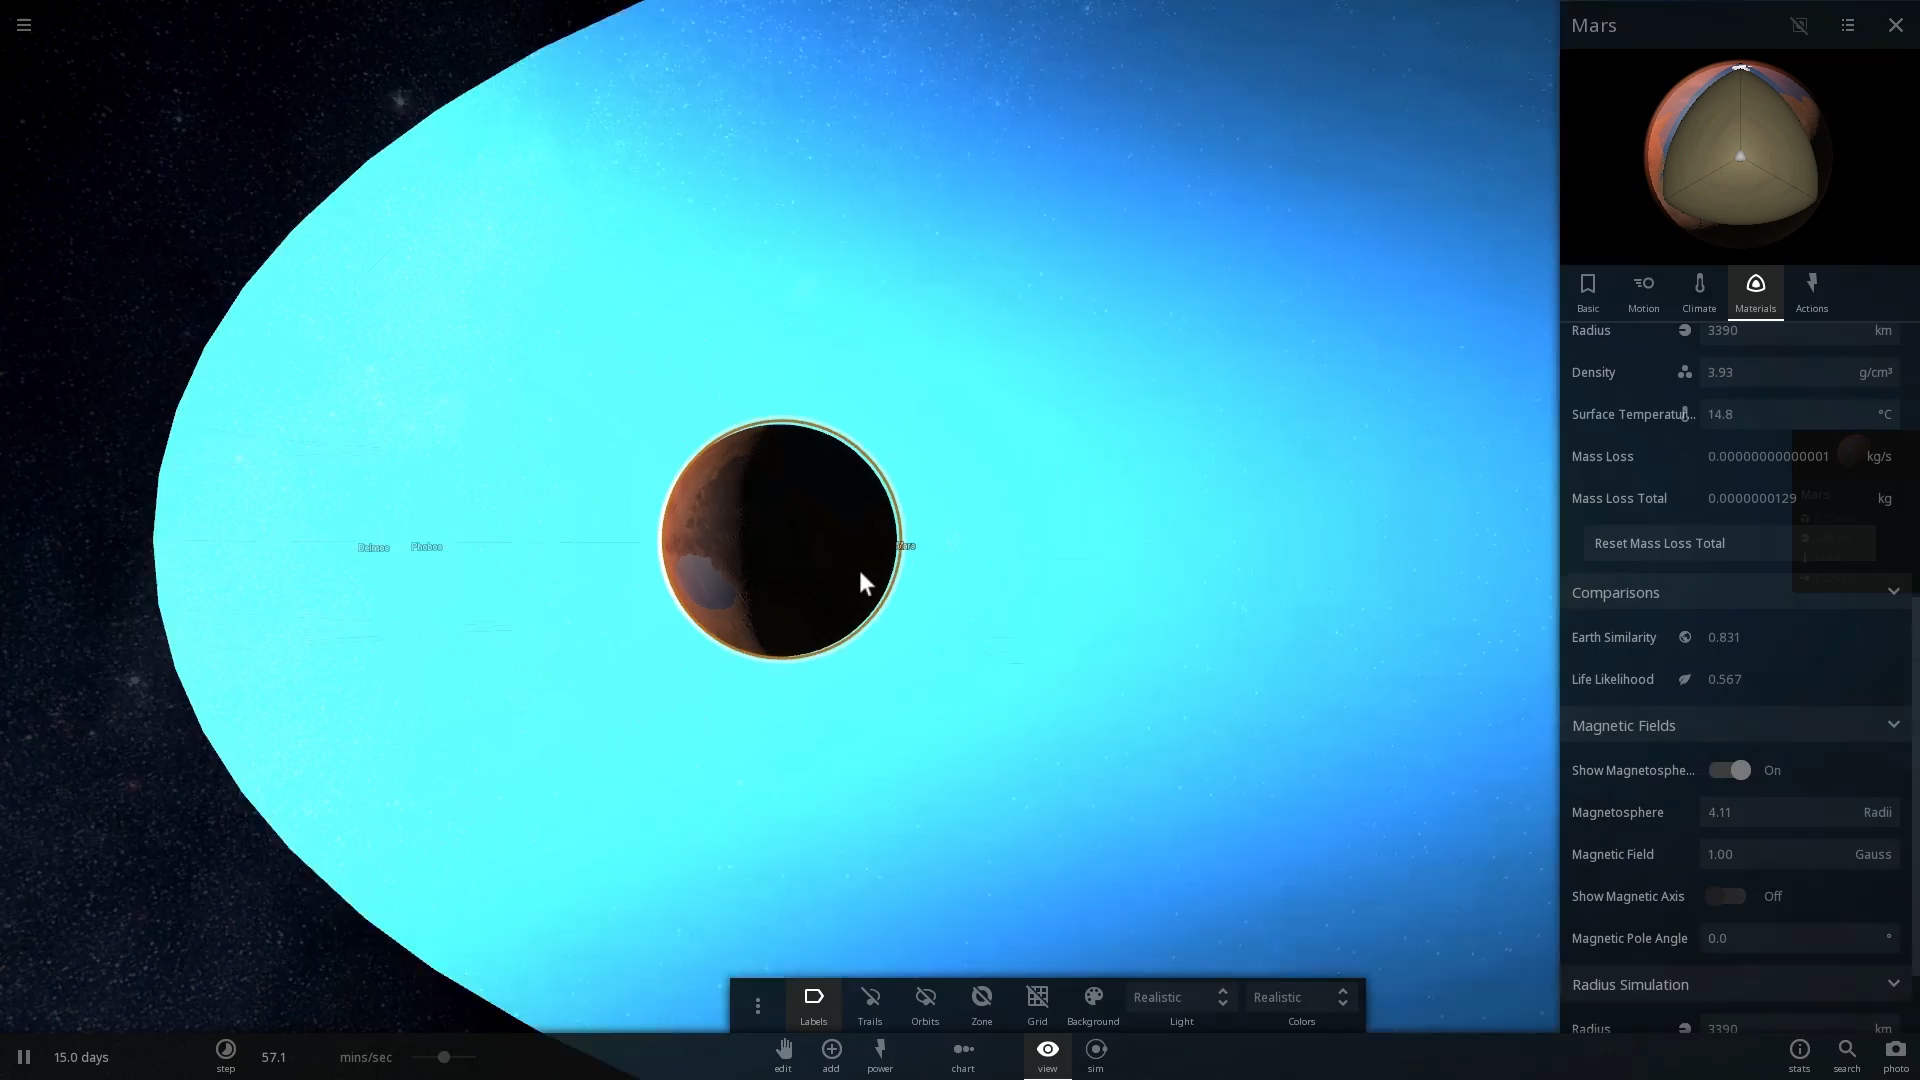 Mars
Basic
Motion
Climate
Materials
Actions
Radius 3390 km
Density 3.93 g/cm³
Surface Temperatur... 14.8 °C
Mass Loss 0.00000000000001 kg/s
Mass Loss Total 0.0000000129 kg
Mars
Reset Mass Loss Total
Comparisons
Earth Similarity 0.831
Life Likelihood 0.567
Magnetic Fields
Show Magnetosphe... On
Magnetosphere 4.11 Radii
Magnetic Field 1.00 Gauss
Show Magnetic Axis Off
Magnetic Pole Angle 0.0 °
Radius Simulation
Radius 3390 km
Deimos
Phobos
Mars
Labels
Trails
Orbits
Zone
Grid
Background
Realistic
Light
Realistic
Colors
15.0 days
step
57.1 mins/sec
edit
add
power
chart
view
sim
stats
search
photo